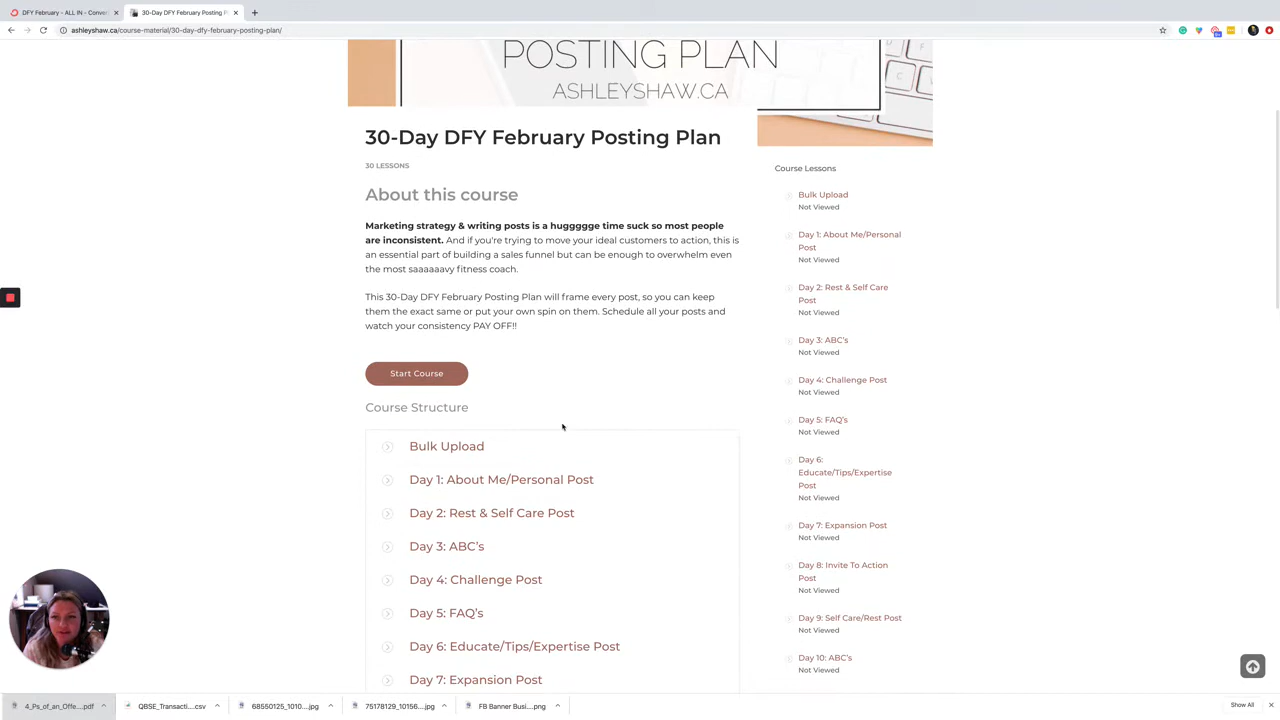 DFY February - ALL IN - Conver
30-Day DFY February Posting P
ashleyshaw.ca/course-material/30-day-dfy-february-posting-plan/
POSTING PLAN
ASHLEYSHAW.CA
30-Day DFY February Posting Plan
30 LESSONS
About this course
Marketing strategy & writing posts is a hugggge time suck so most people
are inconsistent. And if you're trying to move your ideal customers to action, this is
an essential part of building a sales funnel but can be enough to overwhelm even
the most saaaaavy fitness coach.
This 30-Day DFY February Posting Plan will frame every post, so you can keep
them the exact same or put your own spin on them. Schedule all your posts and
watch your consistency PAY OFF!!
Start Course
Course Structure
Bulk Upload
Day 1: About Me/Personal Post
Day 2: Rest & Self Care Post
Day 3: ABC's
Day 4: Challenge Post
Day 5: FAQ's
Day 6: Educate/Tips/Expertise Post
Day 7: Expansion Post
Course Lessons
Bulk Upload
Not Viewed
Day 1: About Me/Personal
Post
Not Viewed
Day 2: Rest & Self Care
Post
Not Viewed
Day 3: ABC's
Not Viewed
Day 4: Challenge Post
Not Viewed
Day 5: FAQ's
Not Viewed
Day 6:
Educate/Tips/Expertise
Post
Not Viewed
Day 7: Expansion Post
Not Viewed
Day 8: Invite To Action
Post
Not Viewed
Day 9: Self Care/Rest Post
Not Viewed
Day 10: ABC's
Not Viewed
4_Ps_of_an_Offe....pdf
QBSE_Transacti....csv
68550125_1010....jpg
75178129_10156....jpg
FB Banner Busi....png
Show All